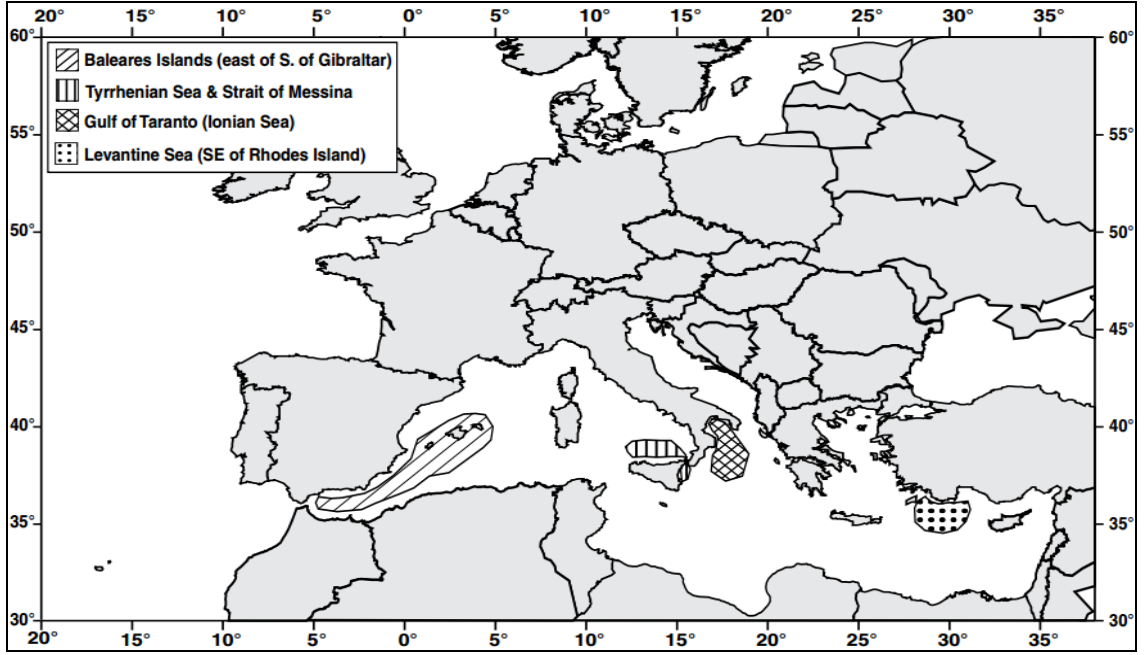 20° 15° 10° 5° 0° 5° 10° 15° 20° 25° 30° 35°
60° 60°
Baleares Islands (east of S. of Gibraltar)
Tyrrhenian Sea & Strait of Messina
Gulf of Taranto (Ionian Sea)
Levantine Sea (SE of Rhodes Island)
55° 55°
50° 50°
45° 45°
40° 40°
35° 35°
30° 30°
20° 15° 10° 5° 0° 5° 10° 15° 20° 25° 30° 35°